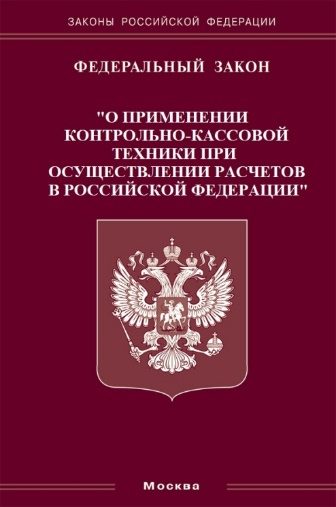 ЗАКОНЫ РОССИЙСКОЙ ФЕДЕРАЦИИ
ФЕДЕРАЛЬНЫЙ ЗАКОН
"О ПРИМЕНЕНИИ
КОНТРОЛЬНО-КАССОВОЙ
ТЕХНИКИ ПРИ
ОСУЩЕСТВЛЕНИИ РАСЧЕТОВ
В РОССИЙСКОЙ ФЕДЕРАЦИИ"
Москва